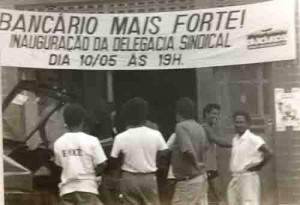 BANCÁRIO MAIS FORTE!
INAUGURAÇÃO DA DELEGACIA SINDICAL
DIA 10/05 ÀS 19H.